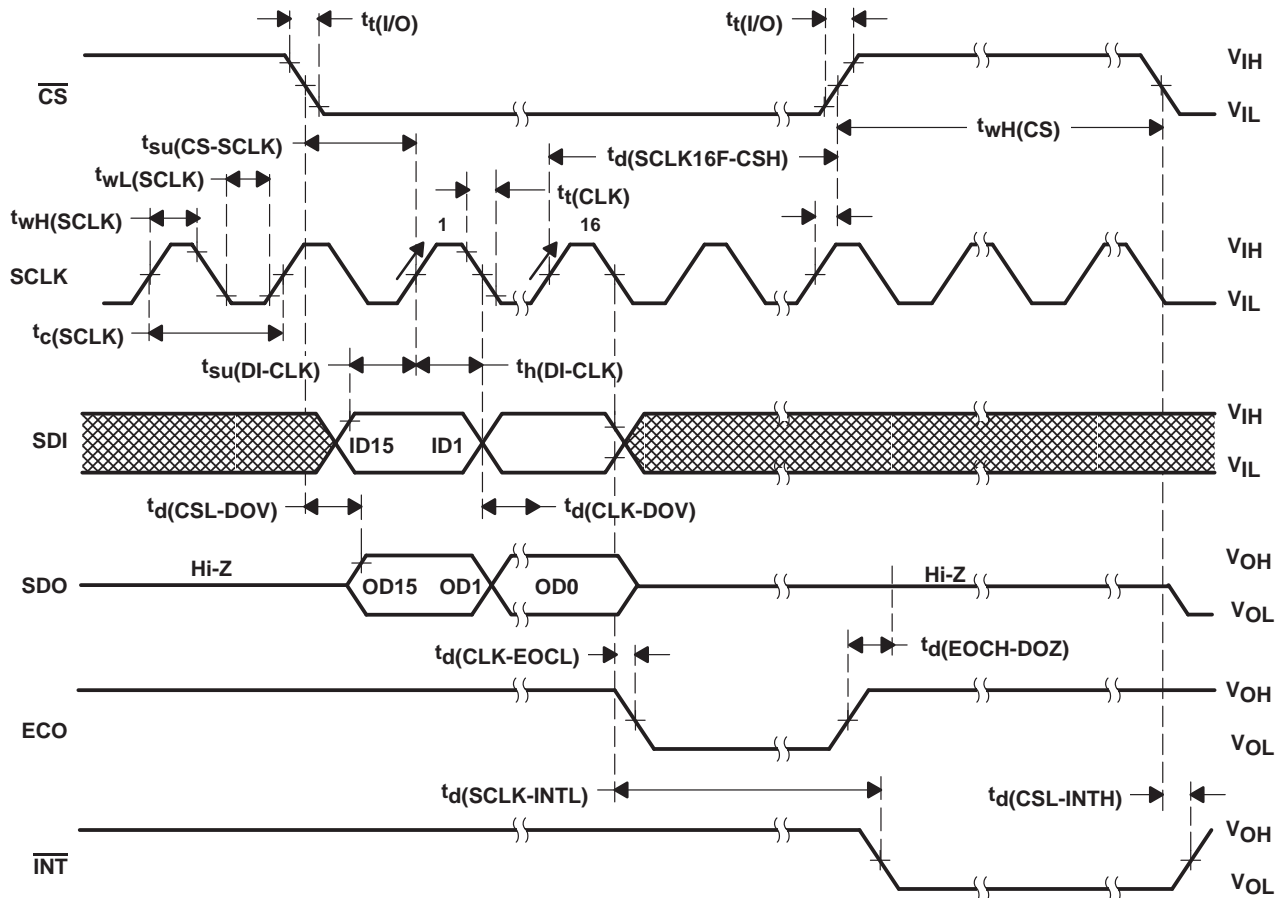 tt(I/O) tt(I/O)
VIH
CS
VIL
tsu(CS-SCLK) td(SCLK16F-CSH) twH(CS)
twL(SCLK) tt(CLK)
twH(SCLK) 1 16
VIH
SCLK
VIL
tc(SCLK)
tsu(DI-CLK) th(DI-CLK)
VIH
SDI ID15 ID1
VIL
td(CSL-DOV) td(CLK-DOV)
Hi-Z Hi-Z VOH
SDO OD15 OD1 OD0
VOL
td(CLK-EOCL) td(EOCH-DOZ)
VOH
ECO
VOL
td(SCLK-INTL) td(CSL-INTH)
VOH
INT
VOL